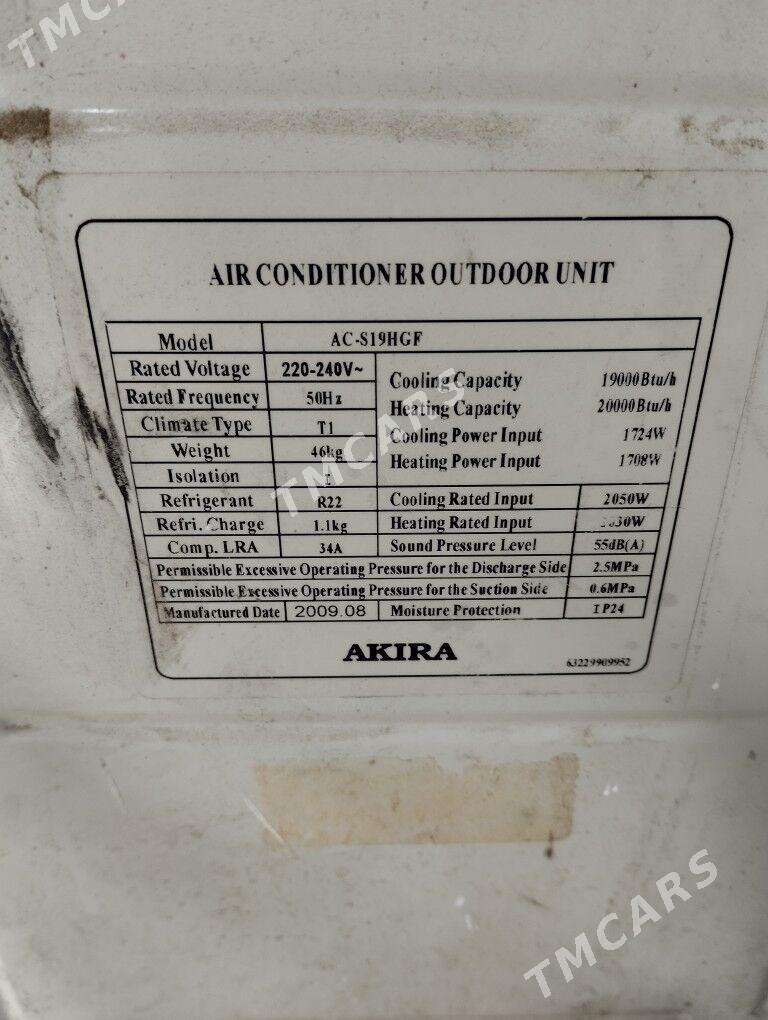 TMCARS
AIR CONDITIONER OUTDOOR UNIT
Model AC-S19HGF
Rated Voltage 220-240V~
Rated Frequency 50Hz
Climate Type T1
Weight 46kg
Isolation I
Cooling Capacity 19000Btu/h
Heating Capacity 20000Btu/h
Cooling Power Input 1724W
Heating Power Input 1708W
Refrigerant R22 Cooling Rated Input 2050W
Refri. Charge 1.1kg Heating Rated Input
Comp. LRA 34A Sound Pressure Level 55dB(A)
Permissible Excessive Operating Pressure for the Discharge Side 2.5MPa
Permissible Excessive Operating Pressure for the Suction Side 0.6MPa
Manufactured Date 2009.08 Moisture Protection IP24
AKIRA
63229909952
TMCARS
TMCARS